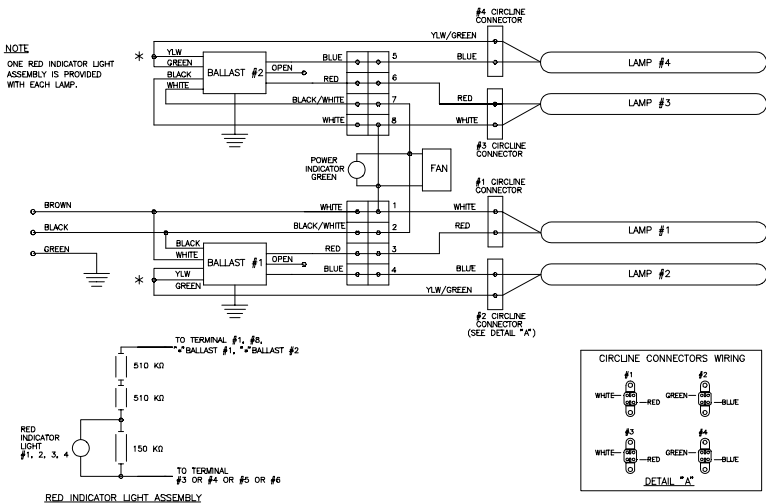 #4 CIRCLINE
CONNECTOR
YLW/GREEN
NOTE
ONE RED INDICATOR LIGHT
ASSEMBLY IS PROVIDED
WITH EACH LAMP.
*
YLW
GREEN
BLACK
WHITE
BALLAST #2
OPEN
BLUE
5
BLUE
LAMP #4
RED
6
BLACK/WHITE
7
RED
LAMP #3
WHITE
8
WHITE
#3 CIRCLINE
CONNECTOR
POWER
INDICATOR
GREEN
FAN
#1 CIRCLINE
CONNECTOR
BROWN
WHITE
1
WHITE
BLACK
BLACK/WHITE
2
RED
LAMP #1
GREEN
BLACK
WHITE
RED
3
*
YLW
GREEN
BALLAST #1
OPEN
BLUE
4
BLUE
LAMP #2
YLW/GREEN
#2 CIRCLINE
CONNECTOR
(SEE DETAIL "A")
TO TERMINAL #1, #8,
"*"BALLAST #1, "*"BALLAST #2
510 KΩ
510 KΩ
RED
INDICATOR
LIGHT
#1, 2, 3, 4
150 KΩ
TO TERMINAL
#3 OR #4 OR #5 OR #6
RED INDICATOR LIGHT ASSEMBLY
CIRCLINE CONNECTORS WIRING
#1
#2
WHITE
RED
GREEN
BLUE
#3
#4
WHITE
RED
GREEN
BLUE
DETAIL "A"